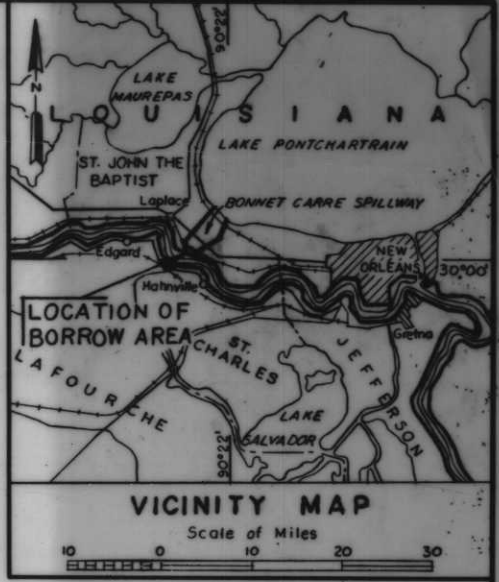 90°22'
N
LAKE
MAUREPAS
LOUISIANA
LAKE PONTCHARTRAIN
ST. JOHN THE
BAPTIST
Laplace
BONNET CARRE SPILLWAY
Edgard
NEW
ORLEANS
30°00'
Hahnville
LOCATION OF
BORROW AREA
Gretna
ST.
CHARLES
JEFFERSON
LAFOURCHE
LAKE
SALVADOR
90°22'
VICINITY MAP
Scale of Miles
10 0 10 20 30